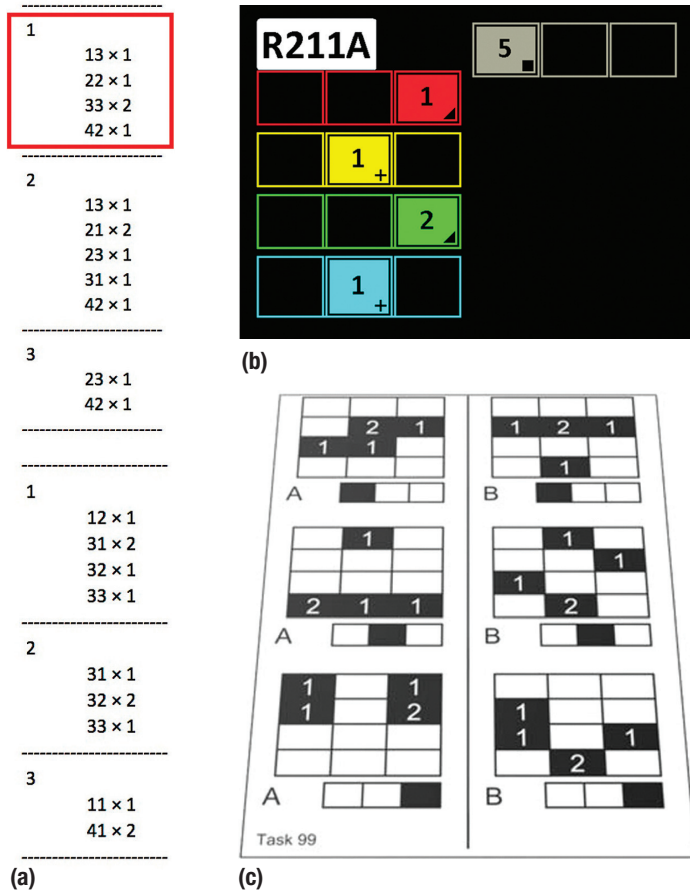 1
13 × 1
22 × 1
33 × 2
42 × 1
2
13 × 1
21 × 2
23 × 1
31 × 1
42 × 1
3
23 × 1
42 × 1
1
12 × 1
31 × 2
32 × 1
33 × 1
2
31 × 1
32 × 2
33 × 1
3
11 × 1
41 × 2
(a)
R211A
5
1
1
+
2
1
+
(b)
2 1
1 1
A
1 2 1
1
B
1
2 1 1
A
1
1
1
2
B
1 1
1 2
A
1
1 1
2
B
Task 99
(c)